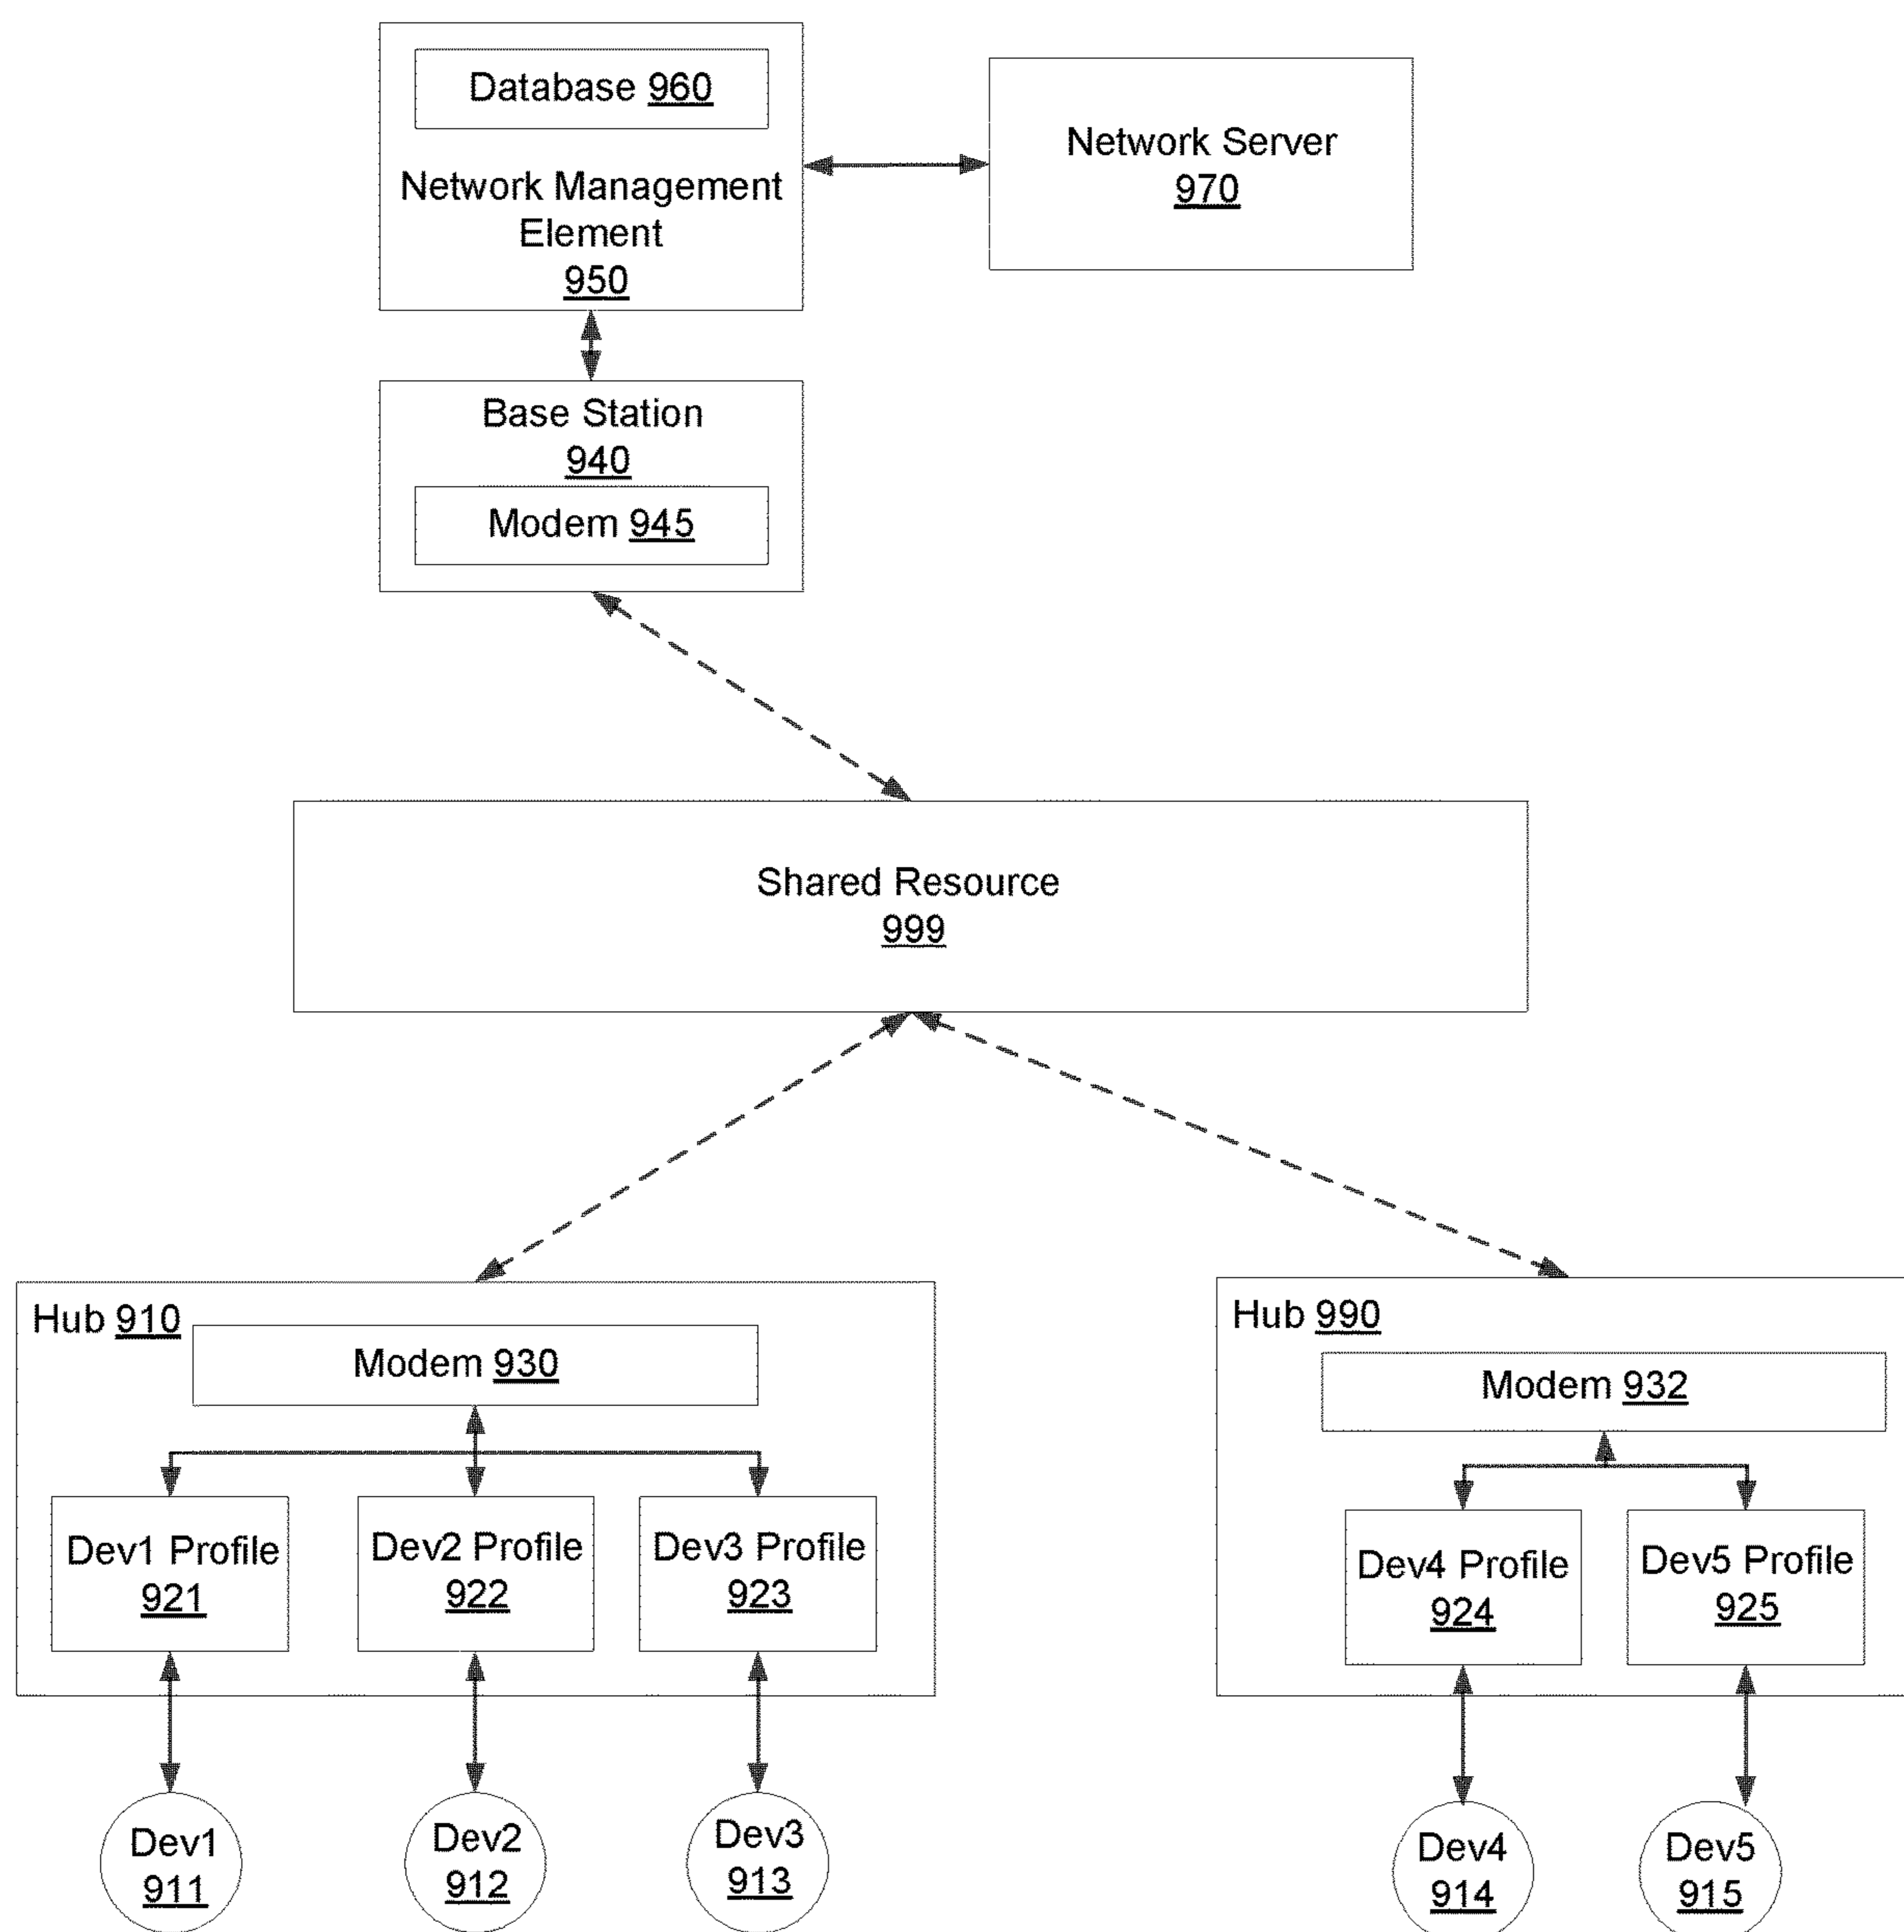 Database 960
Network Management
Element
950
Network Server
970
Base Station
940
Modem 945
Shared Resource
999
Hub 910
Modem 930
Dev1 Profile
921
Dev2 Profile
922
Dev3 Profile
923
Dev1
911
Dev2
912
Dev3
913
Hub 990
Modem 932
Dev4 Profile
924
Dev5 Profile
925
Dev4
914
Dev5
915